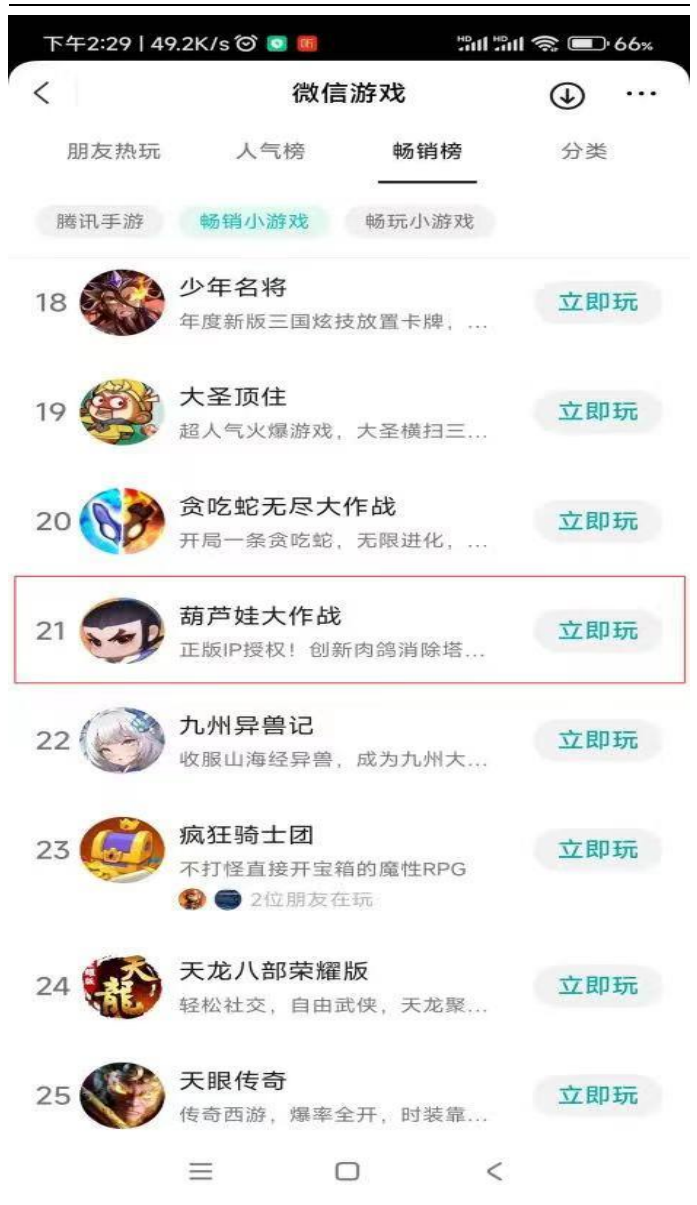 下午2:29 | 49.2K/s
HD HD 66%
微信游戏
朋友热玩 人气榜 畅销榜 分类
腾讯手游 畅销小游戏 畅玩小游戏
18 少年名将 立即玩
年度新版三国炫技放置卡牌，...
19 大圣顶住 立即玩
超人气火爆游戏，大圣横扫三...
20 贪吃蛇无尽大作战 立即玩
开局一条贪吃蛇，无限进化，...
21 葫芦娃大作战 立即玩
正版IP授权！创新肉鸽消除塔...
22 九州异兽记 立即玩
收服山海经异兽，成为九州大...
23 疯狂骑士团 立即玩
不打怪直接开宝箱的魔性RPG
2位朋友在玩
24 天龙八部荣耀版 立即玩
轻松社交，自由武侠，天龙聚...
天龍
25 天眼传奇 立即玩
传奇西游，爆率全开，时装靠...